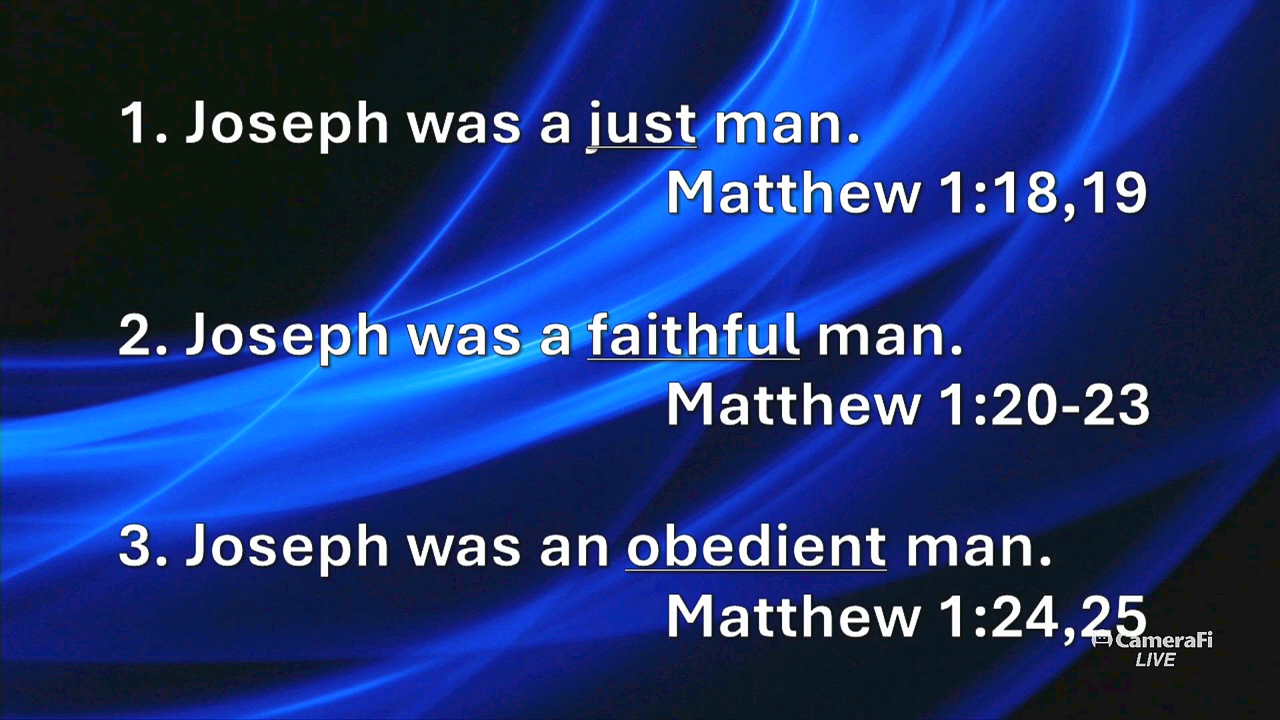 1. Joseph was a just man.
Matthew 1:18,19
2. Joseph was a faithful man.
Matthew 1:20-23
3. Joseph was an obedient man.
Matthew 1:24,25
CameraFi
LIVE